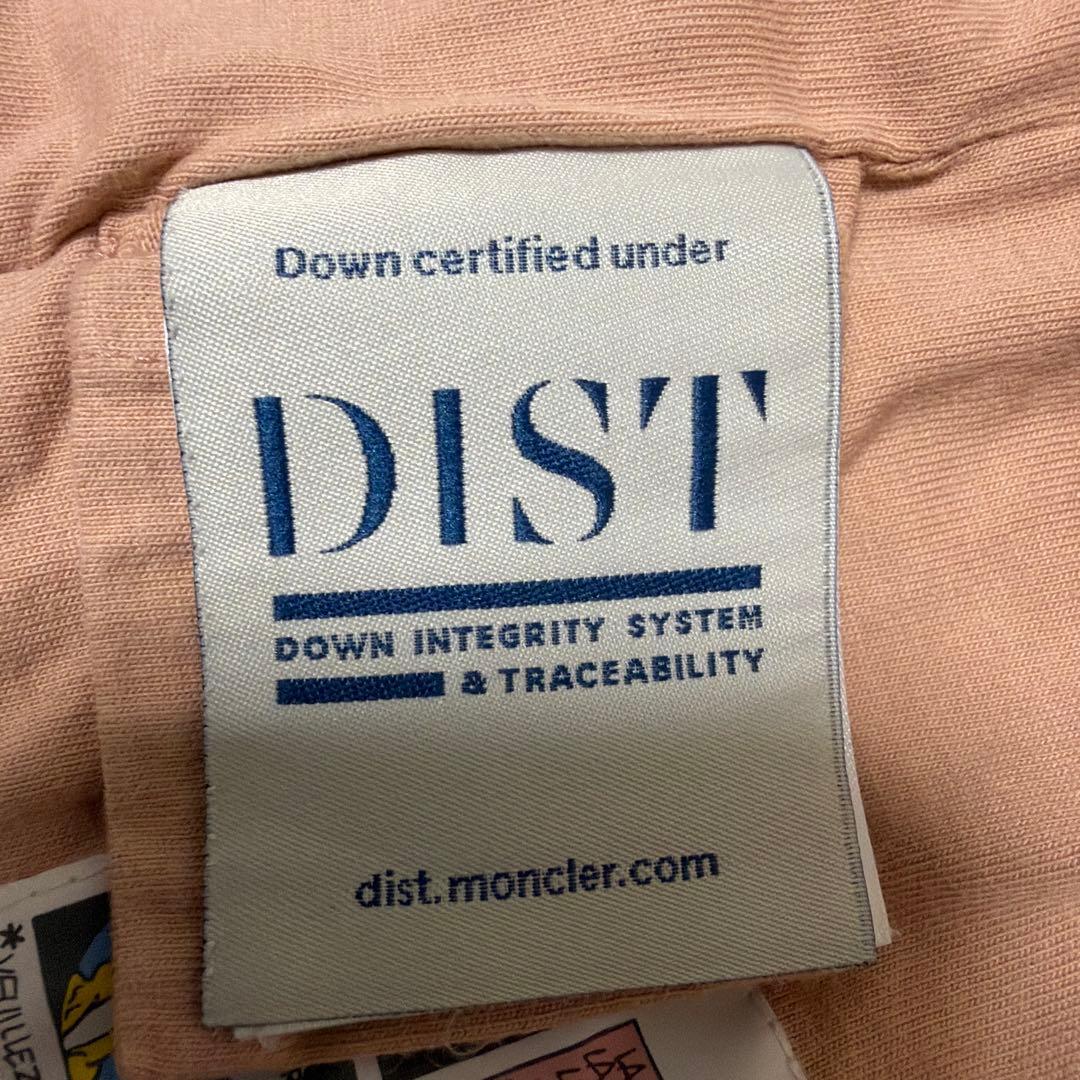 Down certified under
DIST
DOWN INTEGRITY SYSTEM
& TRACEABILITY
dist.moncler.com